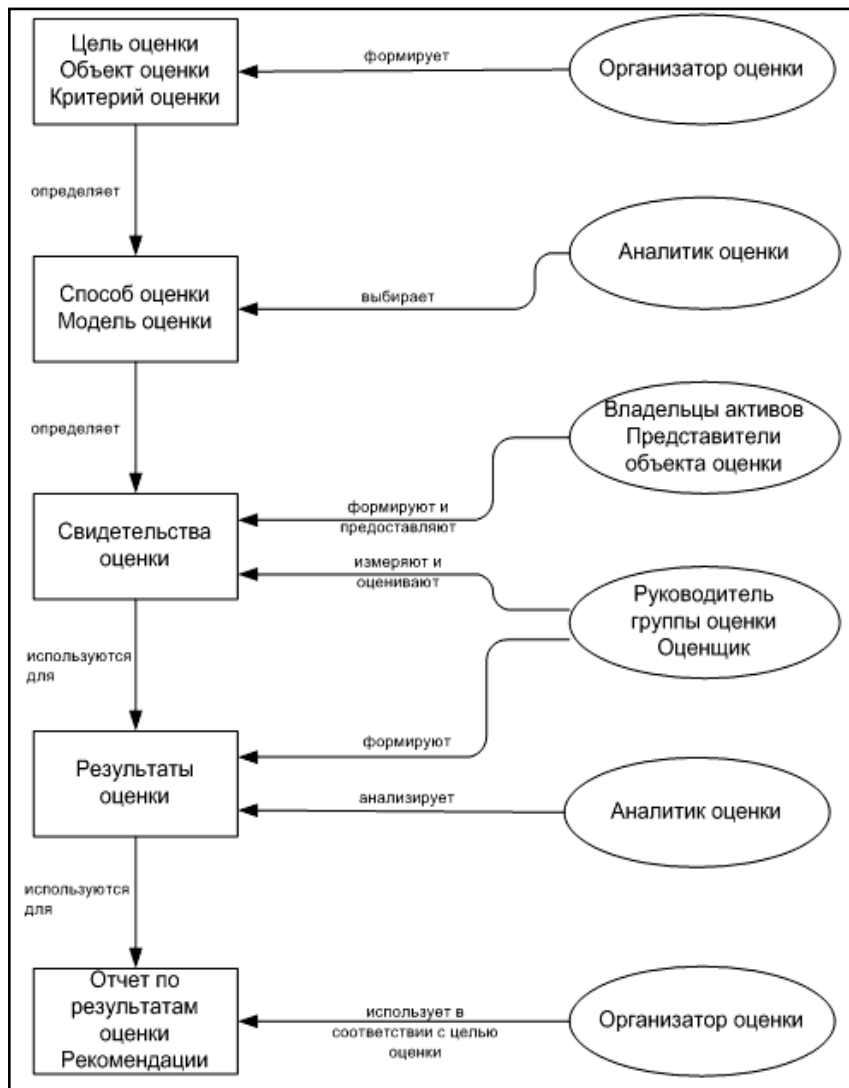 Цель оценки
Объект оценки
Критерий оценки
формирует
Организатор оценки
определяет
Способ оценки
Модель оценки
выбирает
Аналитик оценки
определяет
Владельцы активов
Представители
объекта оценки
формируют и
предоставляют
Свидетельства
оценки
измеряют и
оценивают
Руководитель
группы оценки
Оценщик
используются
для
формируют
Результаты
оценки
анализирует
Аналитик оценки
используются
для
Отчет по
результатам
оценки
Рекомендации
использует в
соответствии с целью
оценки
Организатор оценки